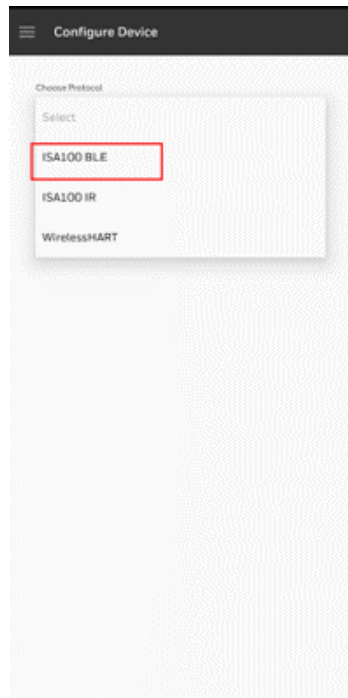 Configure Device
Choose Protocol
Select
ISA100 BLE
ISA100 IR
WirelessHART